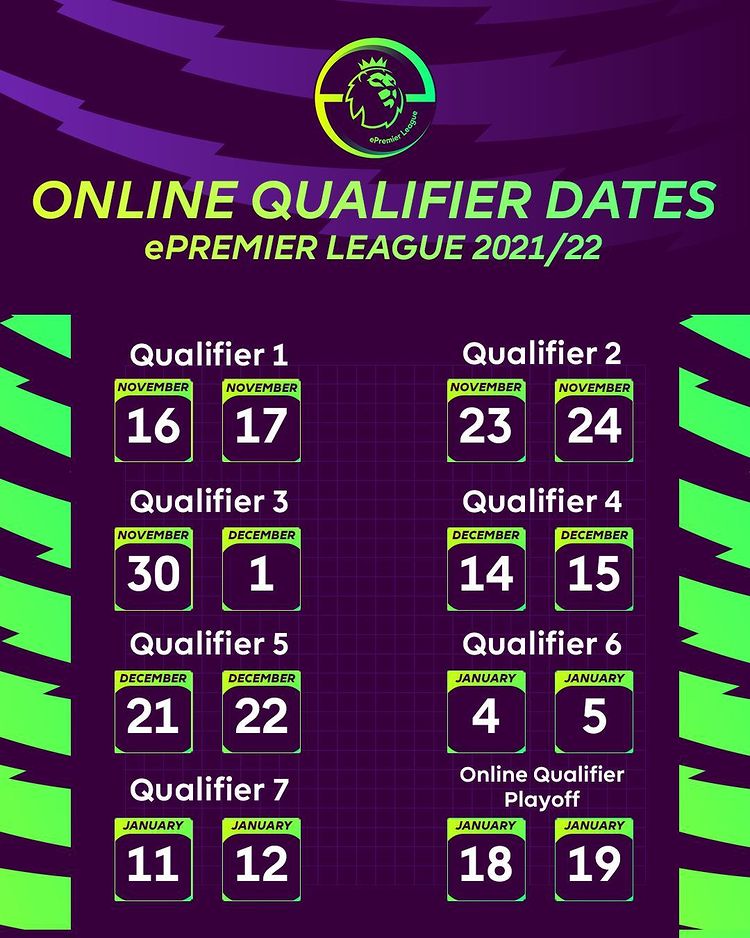 ePremier League
ONLINE QUALIFIER DATES
ePREMIER LEAGUE 2021/22
Qualifier 1
NOVEMBER
16
NOVEMBER
17
Qualifier 2
NOVEMBER
23
NOVEMBER
24
Qualifier 3
NOVEMBER
30
DECEMBER
1
Qualifier 4
DECEMBER
14
DECEMBER
15
Qualifier 5
DECEMBER
21
DECEMBER
22
Qualifier 6
JANUARY
4
JANUARY
5
Qualifier 7
JANUARY
11
JANUARY
12
Online Qualifier
Playoff
JANUARY
18
JANUARY
19